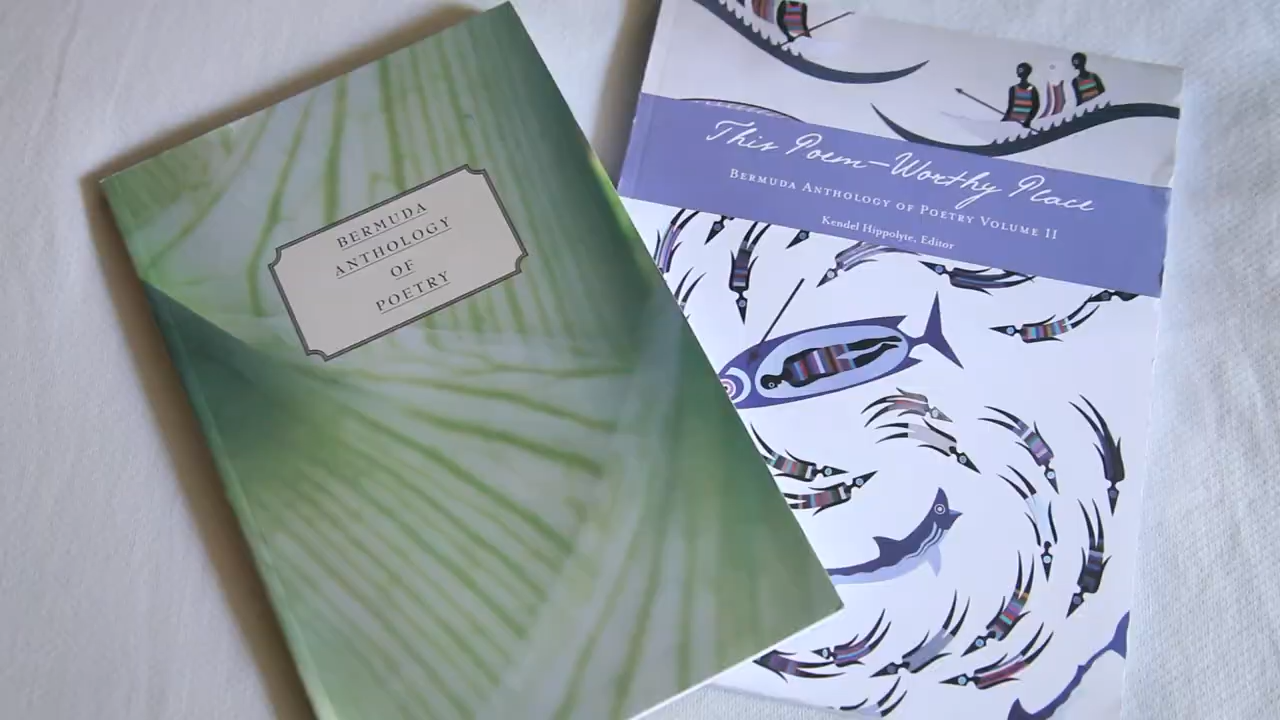 BERMUDA
ANTHOLOGY
OF
POETRY
This Poem-Worthy Place
BERMUDA ANTHOLOGY OF POETRY VOLUME II
Kendel Hippolyte, Editor